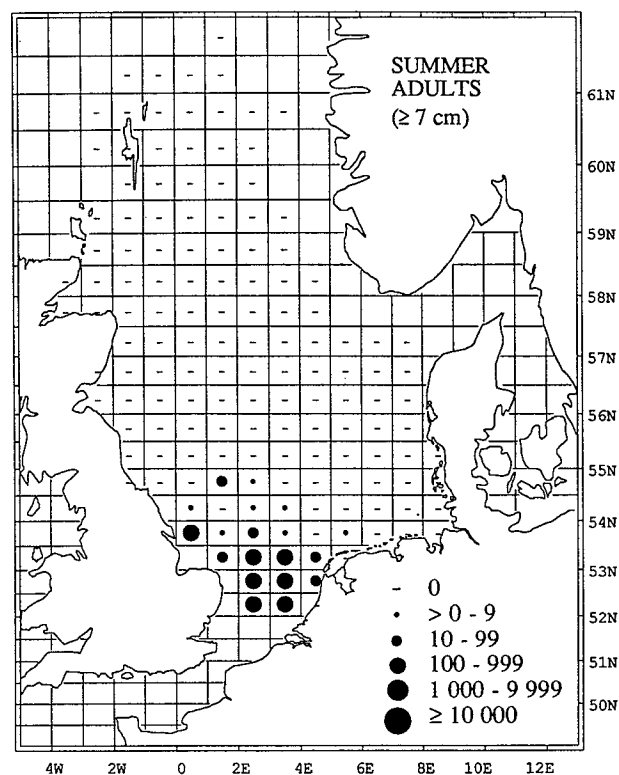 SUMMER
ADULTS
(≥ 7 cm)
61N
60N
59N
58N
57N
56N
55N
54N
53N
52N
51N
50N
- 0
> 0 - 9
10 - 99
100 - 999
1 000 - 9 999
≥ 10 000
4W 2W 0 2E 4E 6E 8E 10E 12E